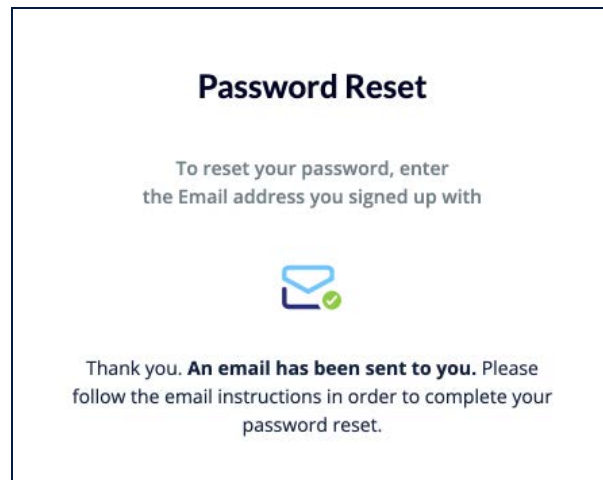 Password Reset
To reset your password, enter
the Email address you signed up with
Thank you. An email has been sent to you. Please
follow the email instructions in order to complete your
password reset.